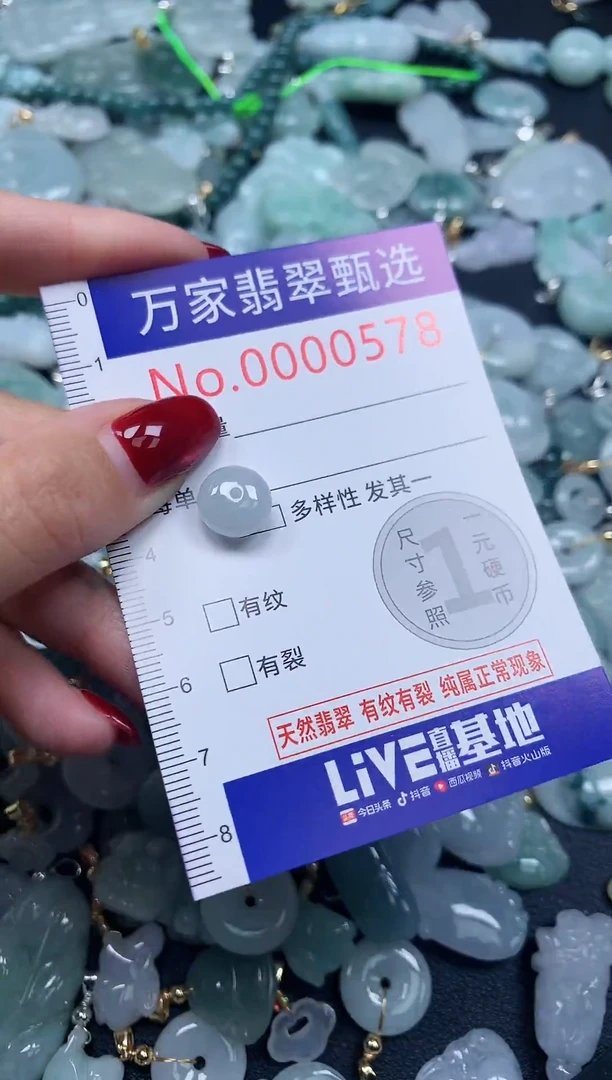 万家翡翠甄选
No.0000578
量
每单
多样性 发其一
尺寸参照
1
一元硬币
有纹
有裂
天然翡翠 有纹有裂 纯属正常现象
LiVE直播基地
今日头条 抖音 西瓜视频 抖音火山版
0
1
4
5
6
7
8